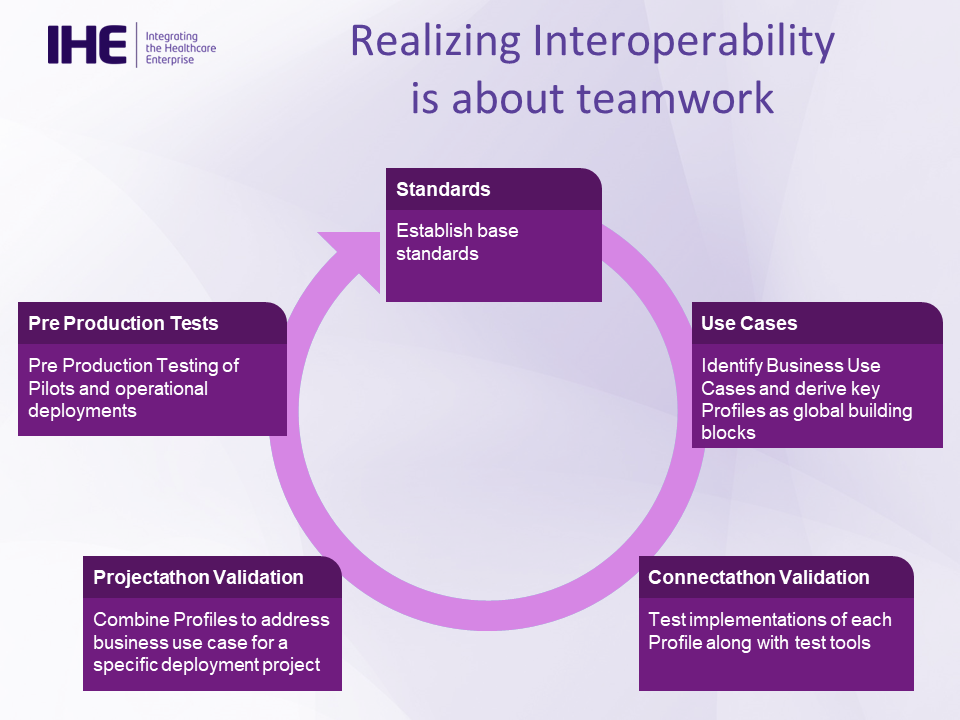 IHE
Integrating
the Healthcare
Enterprise
Realizing Interoperability
is about teamwork
Standards
Establish base
standards
Use Cases
Identify Business Use
Cases and derive key
Profiles as global building
blocks
Connectathon Validation
Test implementations of each
Profile along with test tools
Projectathon Validation
Combine Profiles to address
business use case for a
specific deployment project
Pre Production Tests
Pre Production Testing of
Pilots and operational
deployments